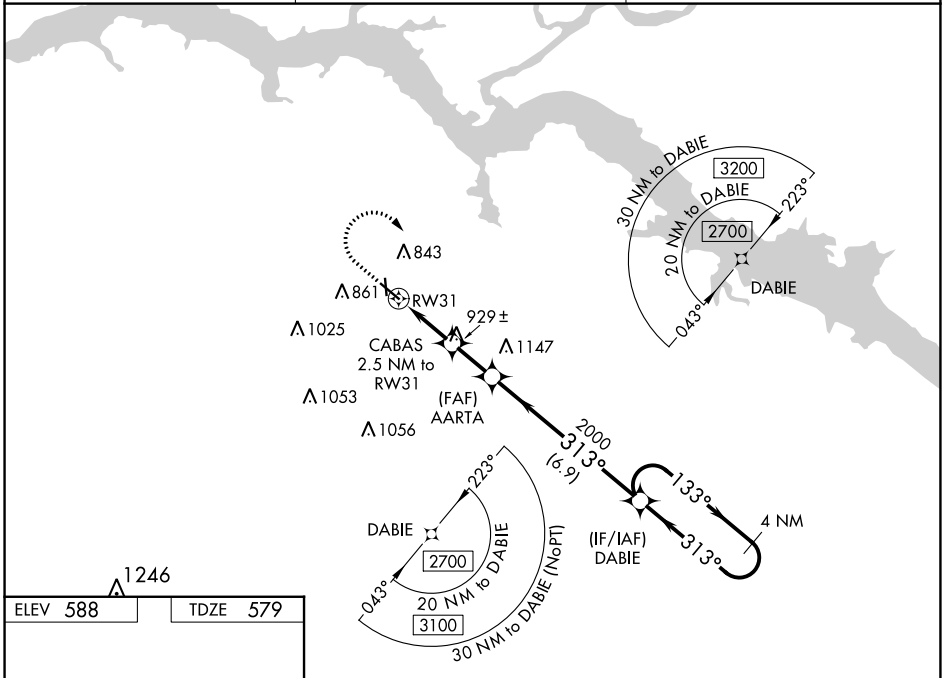 30 NM to DABIE
3200
20 NM to DABIE
2700
223°
043°
DABIE
843
861
RW31
1025
929±
CABAS
2.5 NM to
RW31
1147
1053
(FAF)
AARTA
1056
2000
313°
(6.9)
133°
4 NM
313°
(IF/IAF)
DABIE
223°
DABIE
043°
2700
20 NM to DABIE
3100
30 NM to DABIE (NoPT)
1246
ELEV 588
TDZE 579